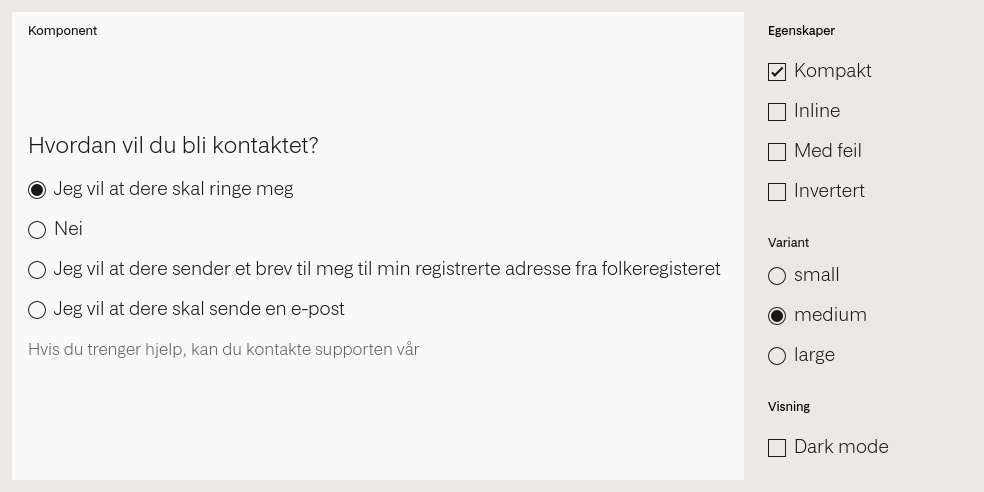 Komponent
Hvordan vil du bli kontaktet?
Jeg vil at dere skal ringe meg
Nei
Jeg vil at dere sender et brev til meg til min registrerte adresse fra folkeregisteret
Jeg vil at dere skal sende en e-post
Hvis du trenger hjelp, kan du kontakte supporten vår
Egenskaper
Kompakt
Inline
Med feil
Invertert
Variant
small
medium
large
Visning
Dark mode